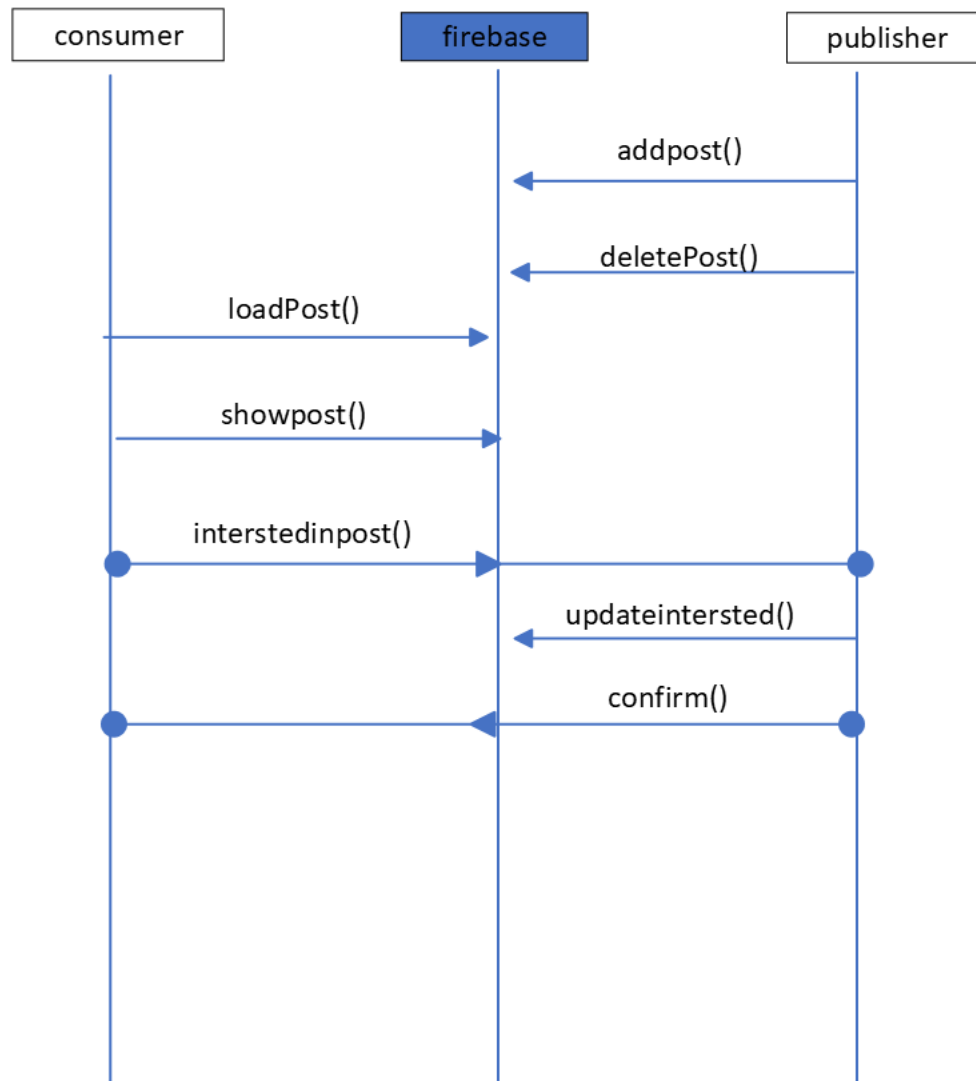 consumer
firebase
publisher
addpost()
deletePost()
loadPost()
showpost()
interstedinpost()
updateintersted()
confirm()